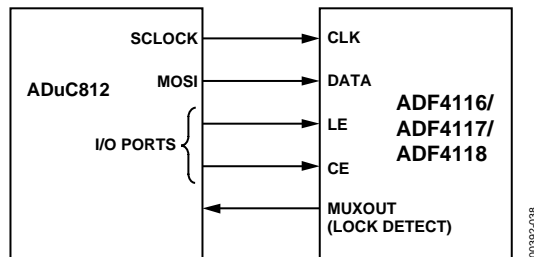 SCLOCK
CLK
MOSI
DATA
ADuC812
ADF4116/
ADF4117/
ADF4118
I/O PORTS
LE
CE
MUXOUT
(LOCK DETECT)
00392-038